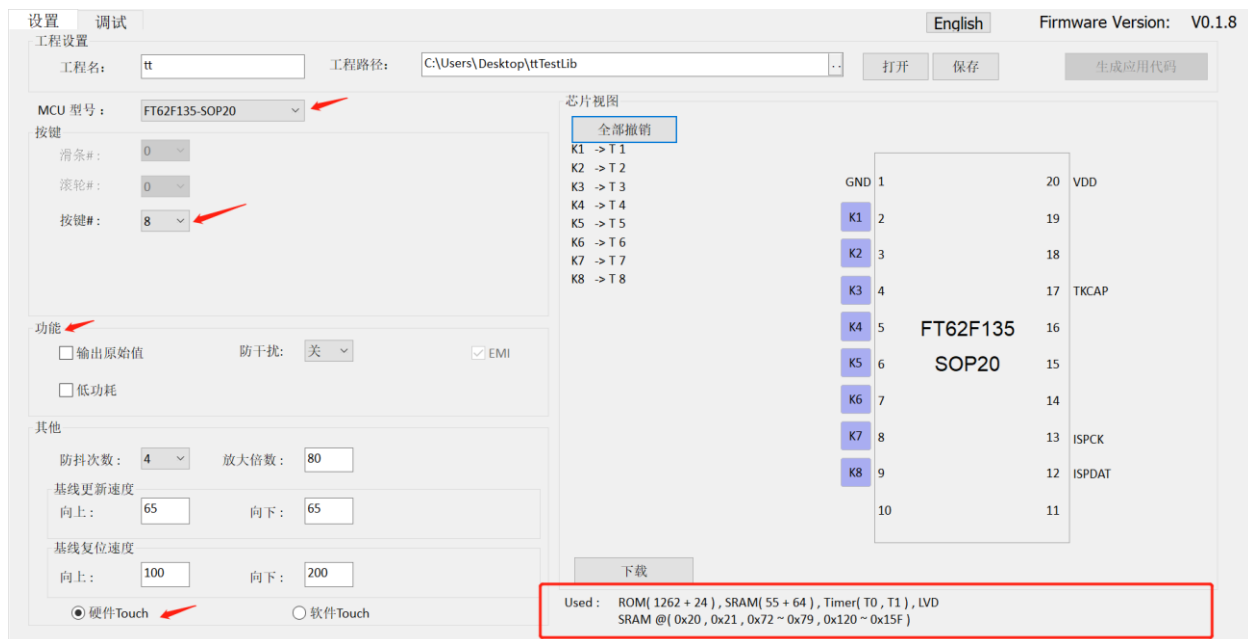 设置 调试 English Firmware Version: V0.1.8
工程设置
工程名: tt 工程路径: C:\Users\Desktop\ttTestLib .. 打开 保存 生成应用代码
MCU 型号: FT62F135-SOP20
按键
滑条#: 0
滚轮#: 0
按键#: 8
功能
输出原始值 防干扰: 关 EMI
低功耗
其他
防抖次数: 4 放大倍数: 80
基线更新速度
向上: 65 向下: 65
基线复位速度
向上: 100 向下: 200
硬件Touch 软件Touch
芯片视图
全部撤销
K1 -> T 1
K2 -> T 2
K3 -> T 3
K4 -> T 4
K5 -> T 5
K6 -> T 6
K7 -> T 7
K8 -> T 8
GND 1 20 VDD
K1 2 19
K2 3 18
K3 4 17 TKCAP
K4 5 FT62F135 16
K5 6 SOP20 15
K6 7 14
K7 8 13 ISPCK
K8 9 12 ISPDAT
10 11
下载
Used : ROM( 1262 + 24 ) , SRAM( 55 + 64 ) , Timer( T0 , T1 ) , LVD
SRAM @( 0x20 , 0x21 , 0x72 ~ 0x79 , 0x120 ~ 0x15F )